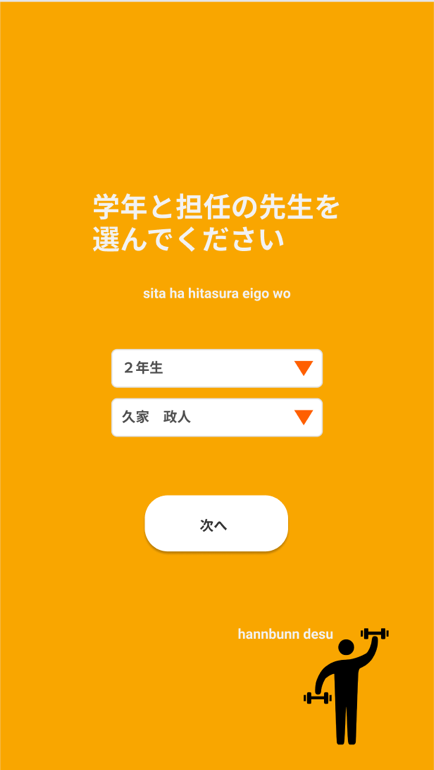 学年と担任の先生を
選んでください
sita ha hitasura eigo wo
２年生
久家　政人
次へ
hannbunn desu